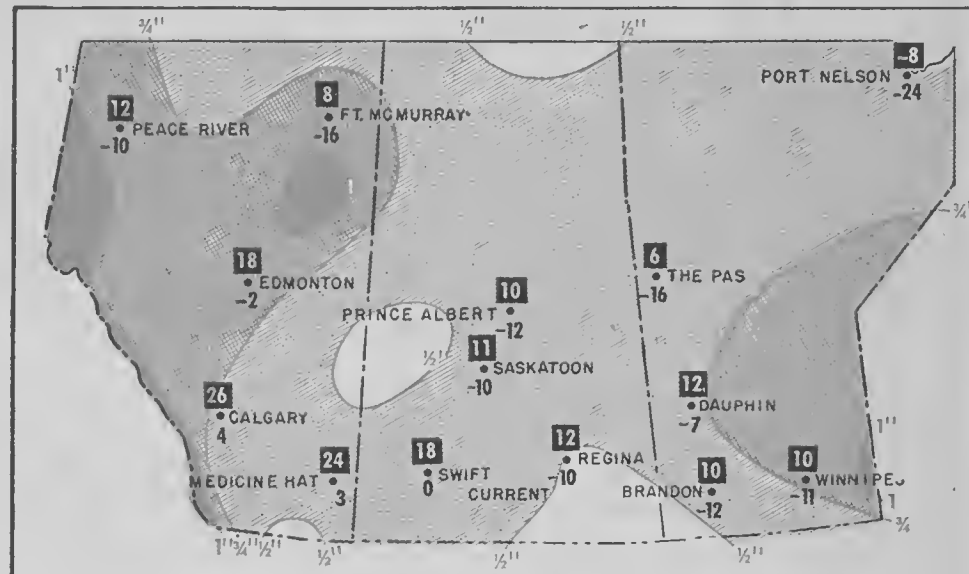 ¾" ½" ½"
1"
-8
PORT NELSON
-24
12
PEACE RIVER
-10
8
FT. MCMURRAY
-16
1
¾"
18
EDMONTON
-2
6
THE PAS
-16
10
PRINCE ALBERT
-12
½"
11
SASKATOON
-10
26
CALGARY
4
12
DAUPHIN
-7
1"
24
MEDICINE HAT
3
18
SWIFT
0
CURRENT
12
REGINA
-10
10
BRANDON
-12
10
WINNIPEG
-11
1
¾
1" ¾" ½" ½" ½" ½"